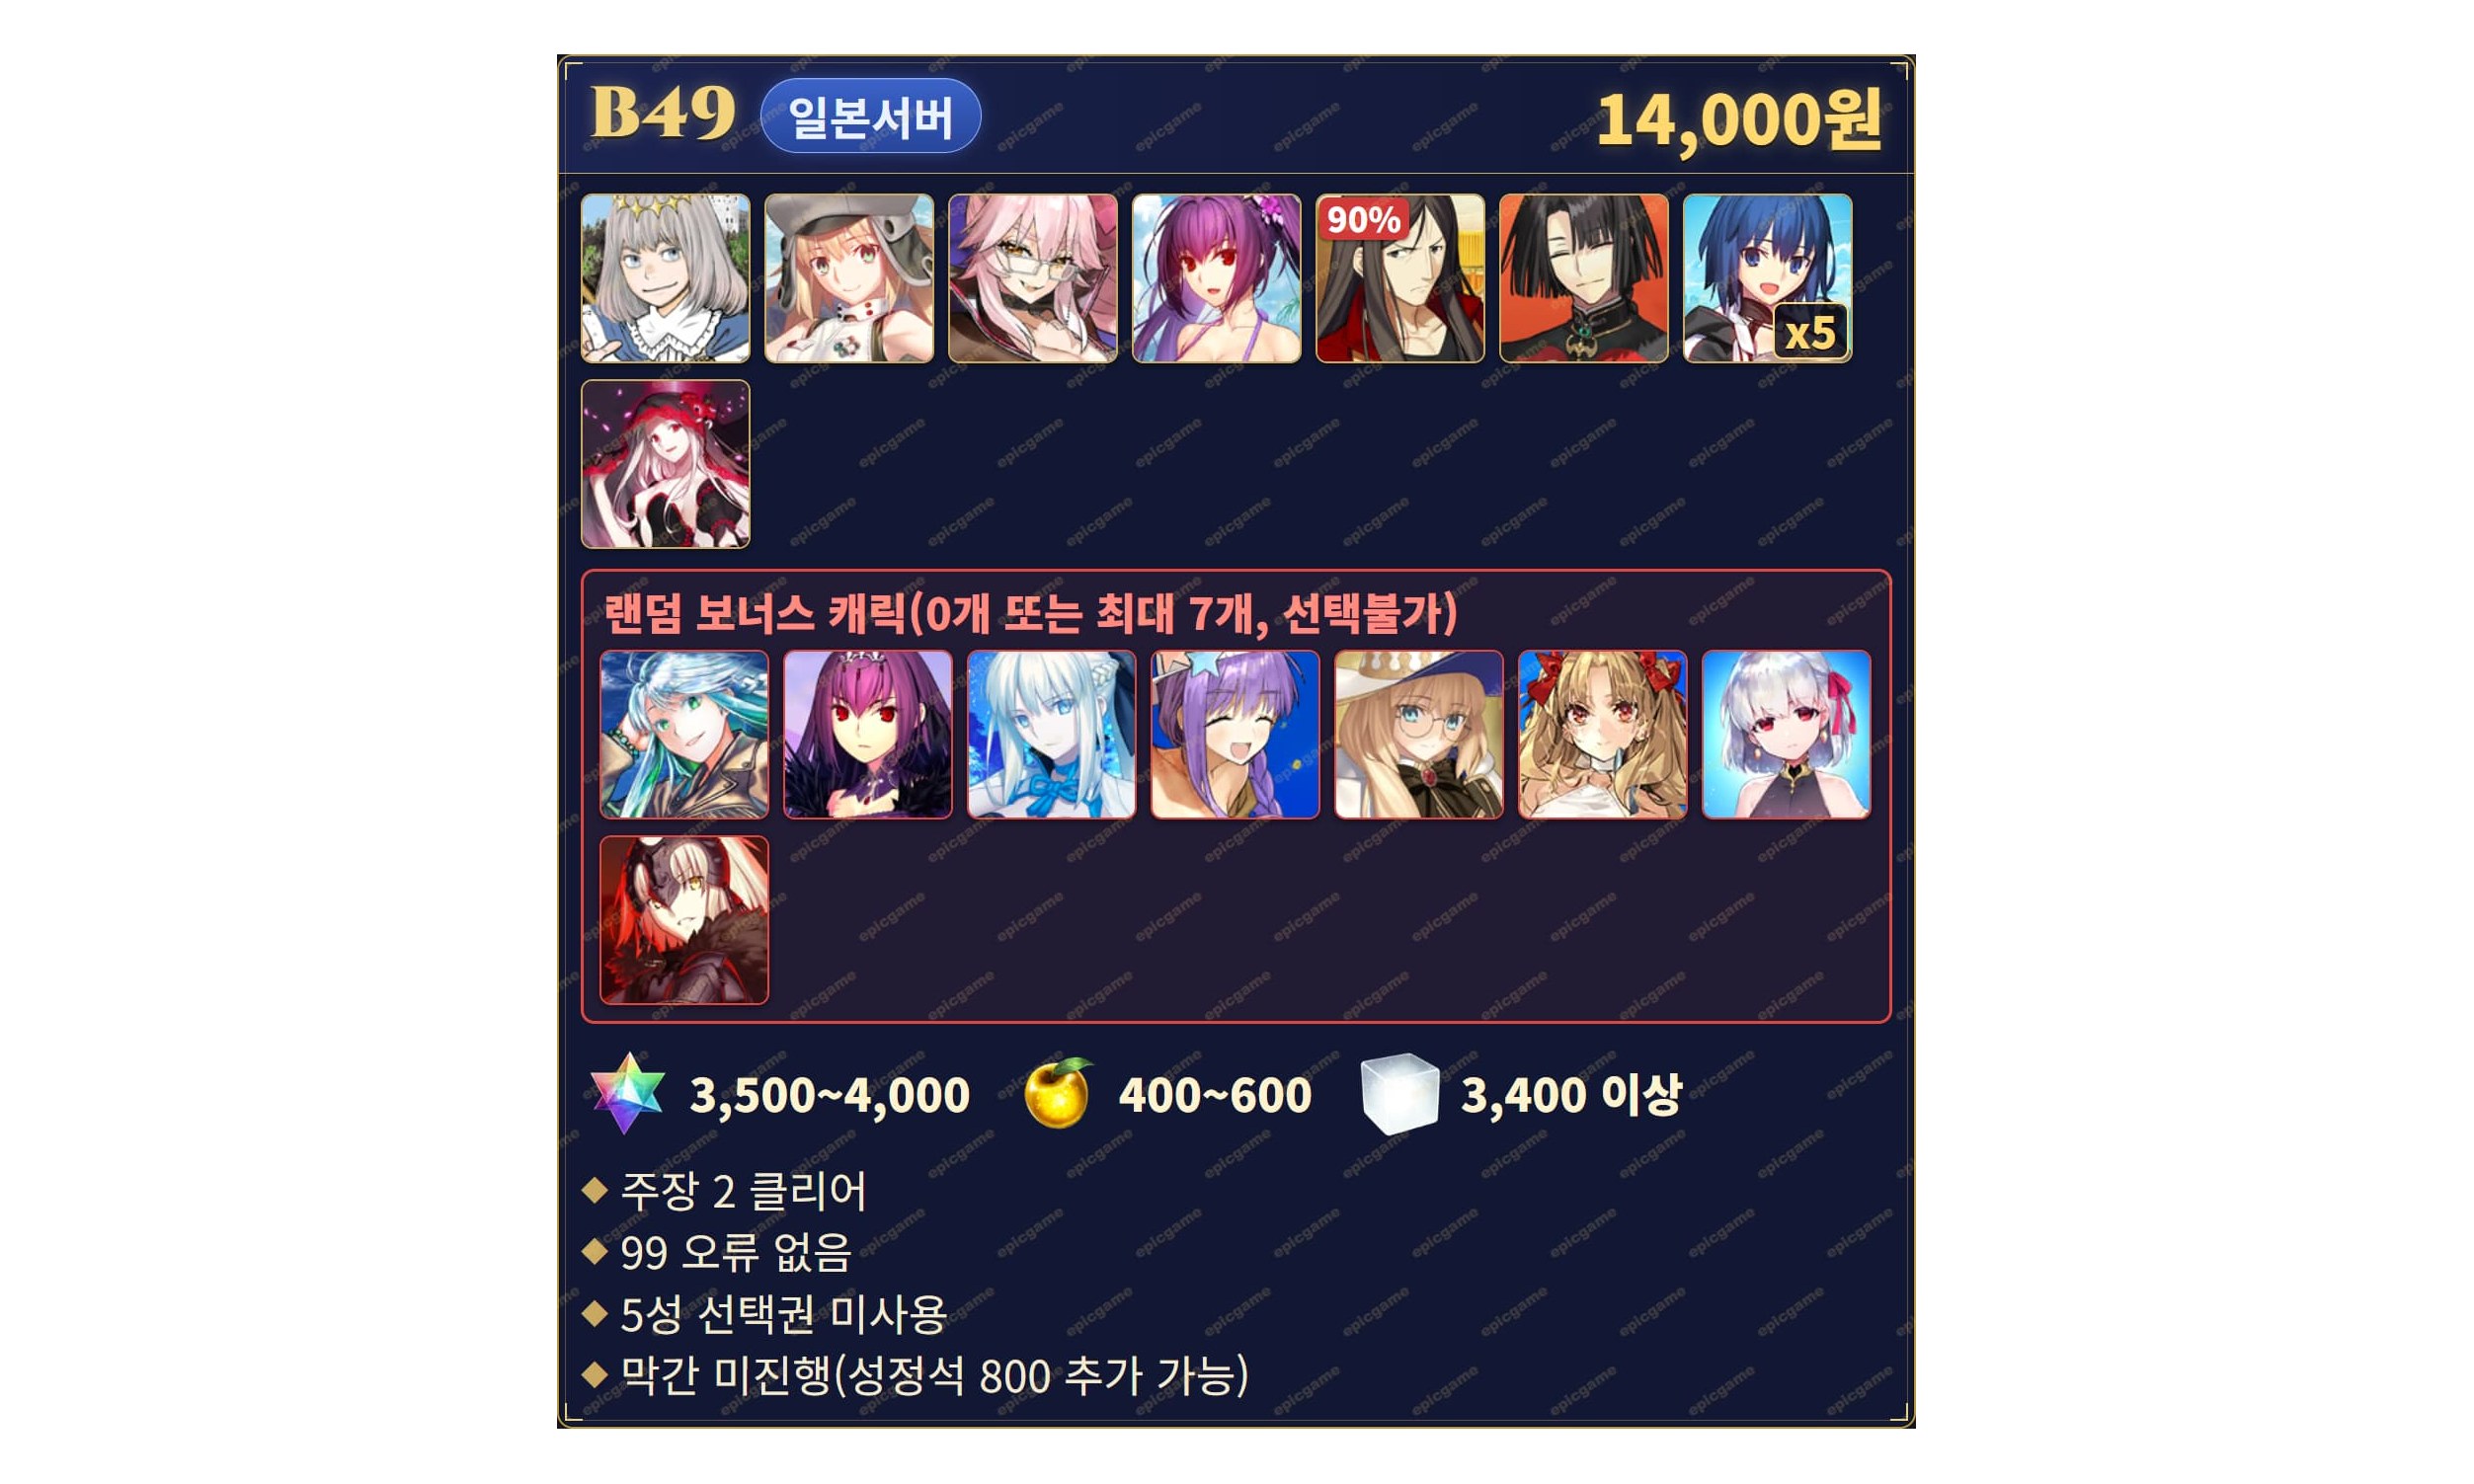 B49 일본서버 14,000원
90%
x5
랜덤 보너스 캐릭(0개 또는 최대 7개, 선택불가)
3,500~4,000 400~600 3,400 이상
주장 2 클리어
99 오류 없음
5성 선택권 미사용
막간 미진행(성정석 800 추가 가능)
epicgame